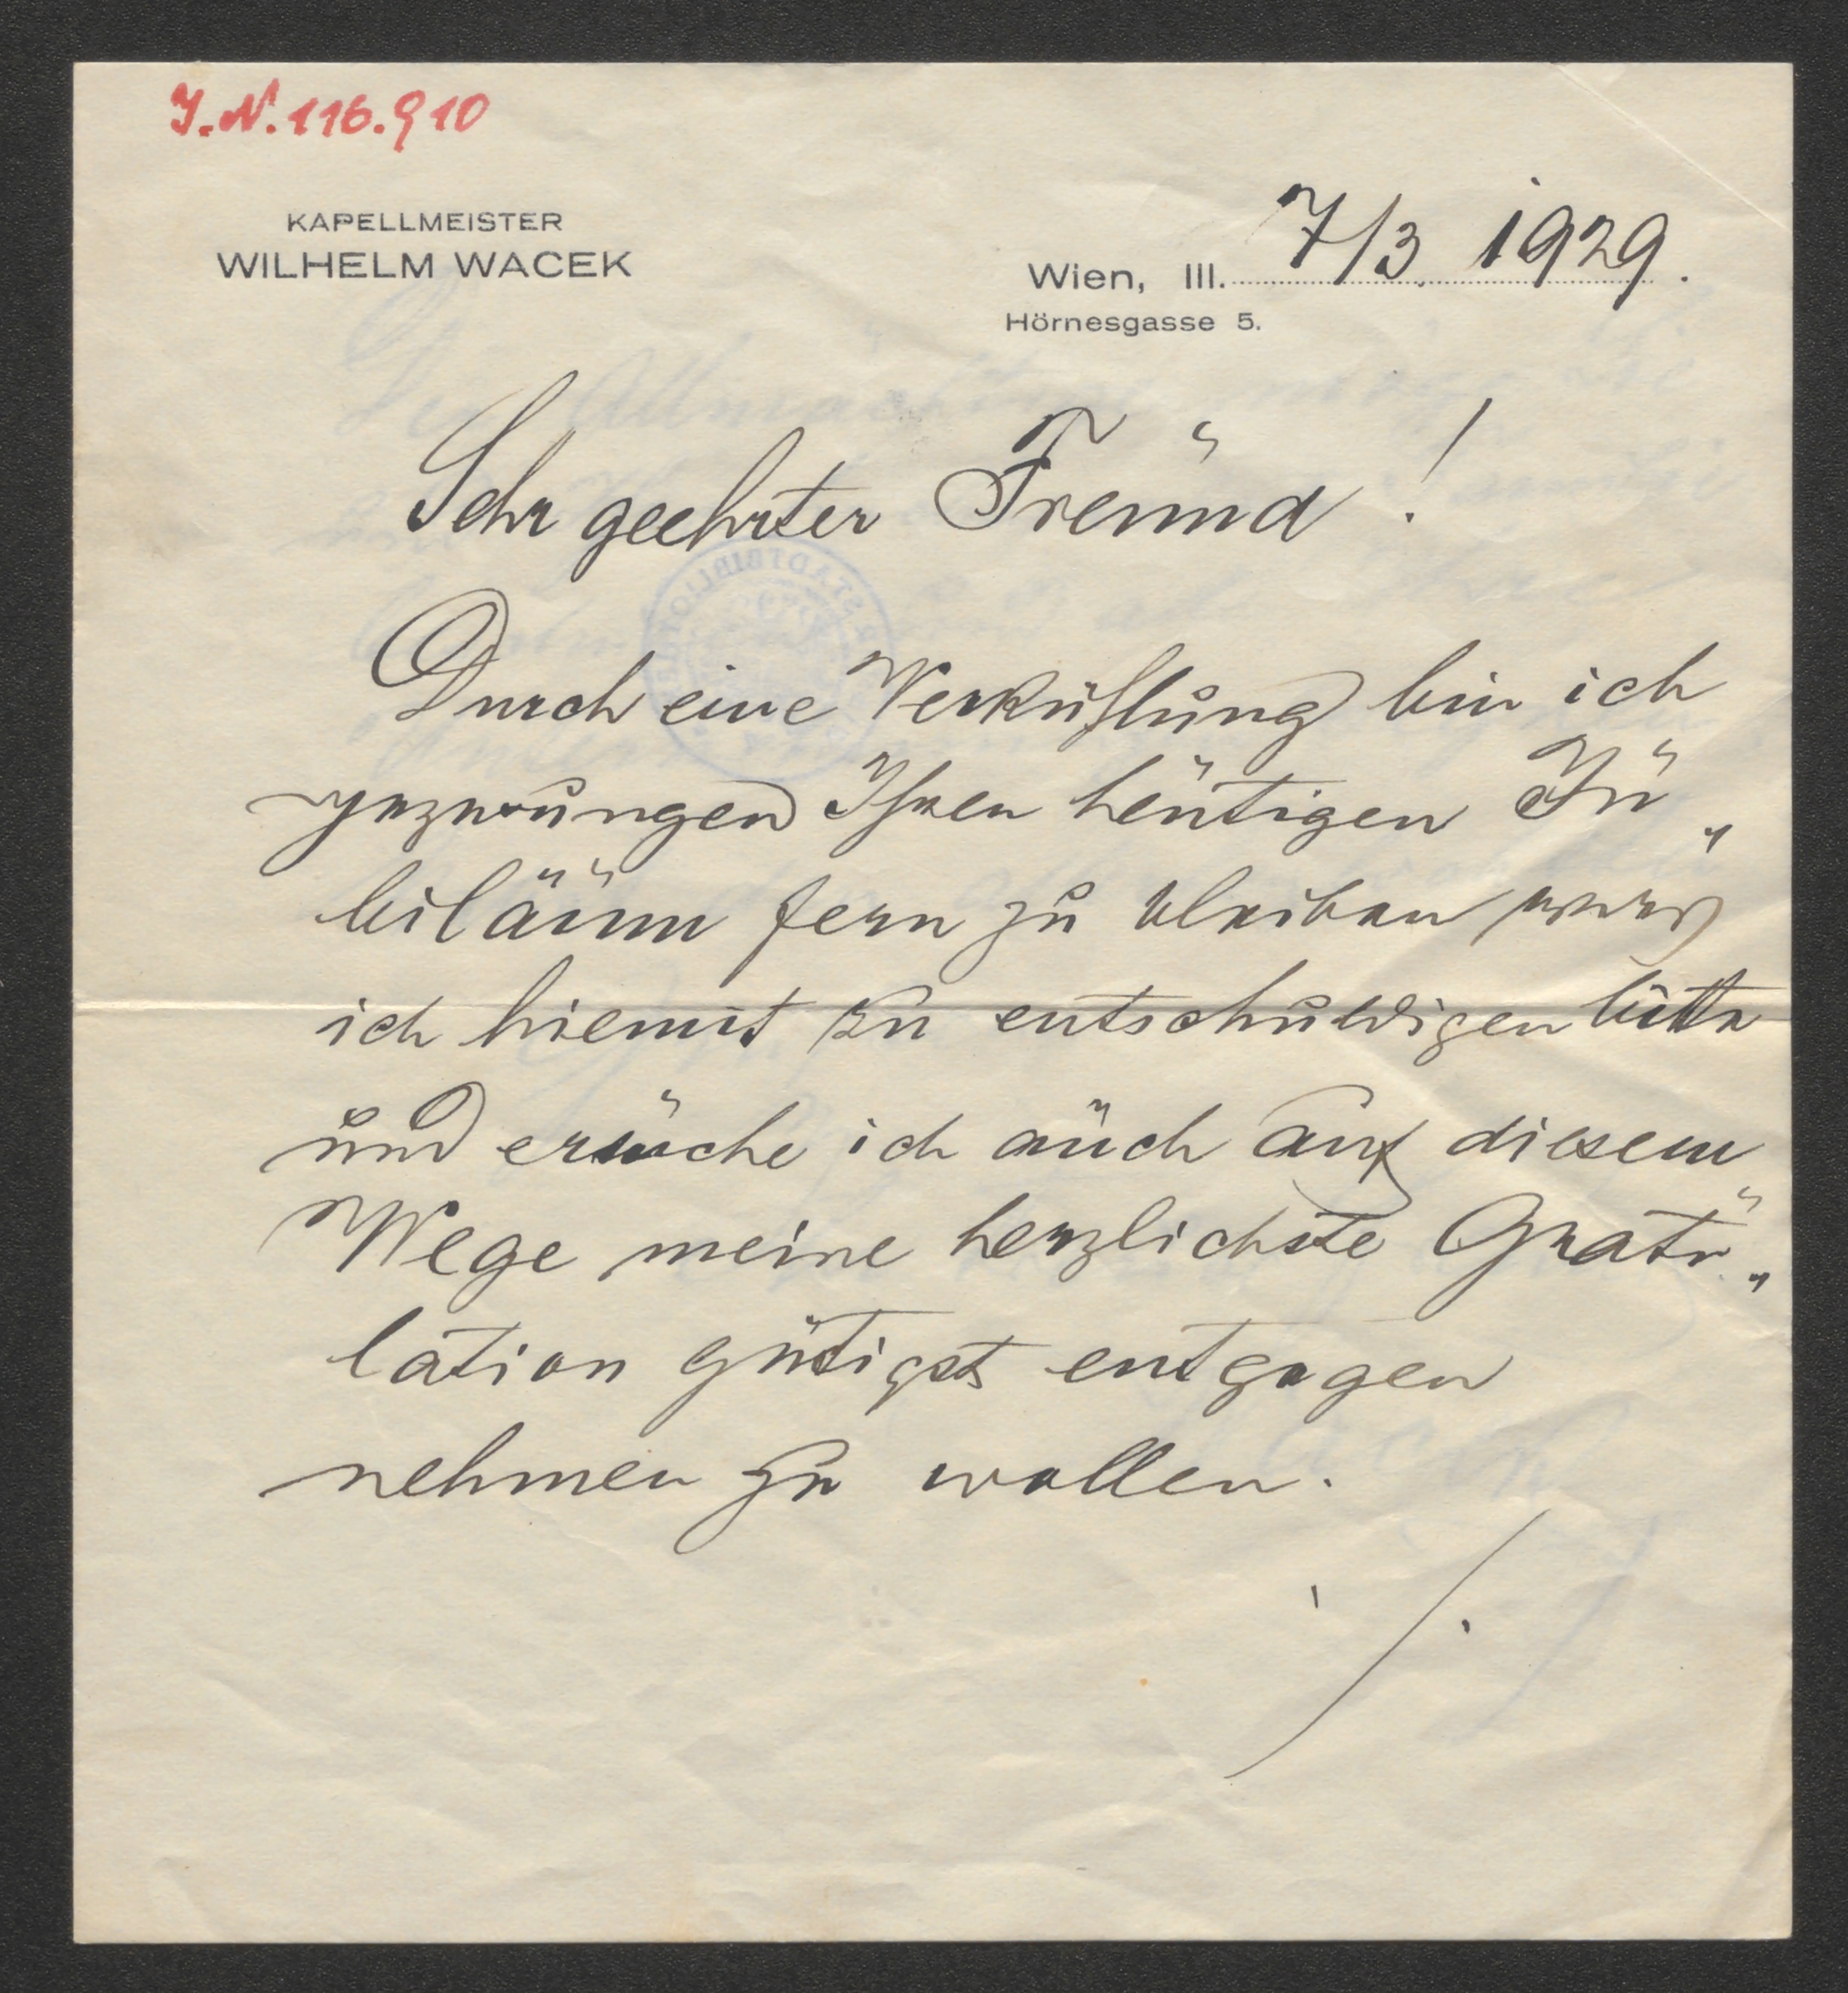 J.N. 116.910
KAPELLMEISTER
WILHELM WACEK
Wien, III. 7/3. 1929.
Hörnesgasse 5.
Sehr geehrter Freund!
Durch eine Verkühlung bin ich
gezwungen Ihren heutigen Ju„
biläum fern zu bleiben was
ich hiemit zu entschuldigen bitte
und ersuche ich auch auf diesem
Wege meine herzlichste Gratu„
lation gütigst entgegen
nehmen zu wollen.
./.